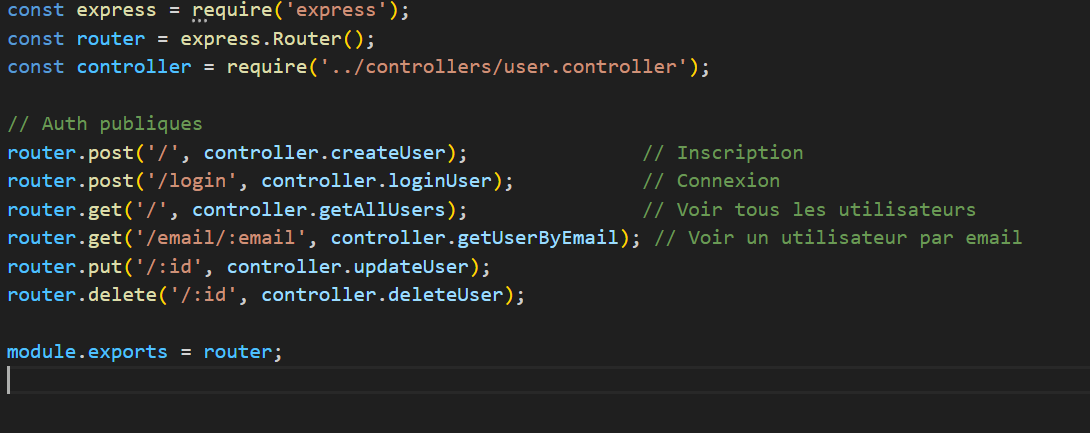 const express = require('express');
const router = express.Router();
const controller = require('../controllers/user.controller');
// Auth publiques
router.post('/', controller.createUser);               // Inscription
router.post('/login', controller.loginUser);           // Connexion
router.get('/', controller.getAllUsers);               // Voir tous les utilisateurs
router.get('/email/:email', controller.getUserByEmail); // Voir un utilisateur par email
router.put('/:id', controller.updateUser);
router.delete('/:id', controller.deleteUser);
module.exports = router;